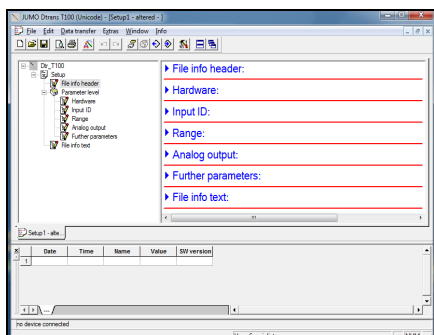 JUMO Dtrans T100 (Unicode) - [Setup1 - altered - ]
File Edit Data transfer Extras Window Info
Dtr_T100
Setup
File info header
Parameter level
Hardware
Input ID
Range
Analog output
Further parameters
File info text
File info header:
Hardware:
Input ID:
Range:
Analog output:
Further parameters:
File info text:
Setup1 - alte...
Date Time Name Value SW version
1
...
no device connected